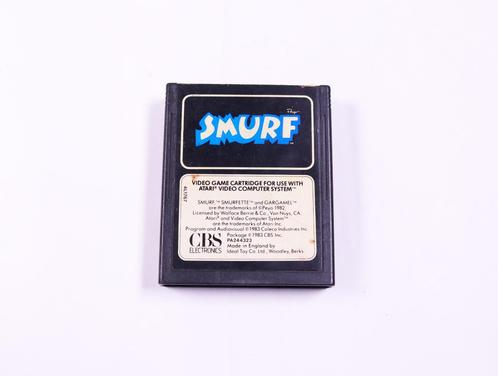 Peyo
SMURF
TM
VIDEO GAME CARTRIDGE FOR USE WITH
ATARI® VIDEO COMPUTER SYSTEM™
SMURF,™ SMURFETTE™ and GARGAMEL™
are the trademarks of ©Peyo 1982
Licensed by Wallace Berrie & Co., Van Nuys, CA.
Atari® and Video Computer System™
are the trademarks of Atari Inc.
Program and Audiovisual ©1983 Coleco Industries Inc.
Package ©1983 CBS Inc.
CBS
ELECTRONICS
PA244323
Made in England by
Ideal Toy Co. Ltd., Woodley, Berks.